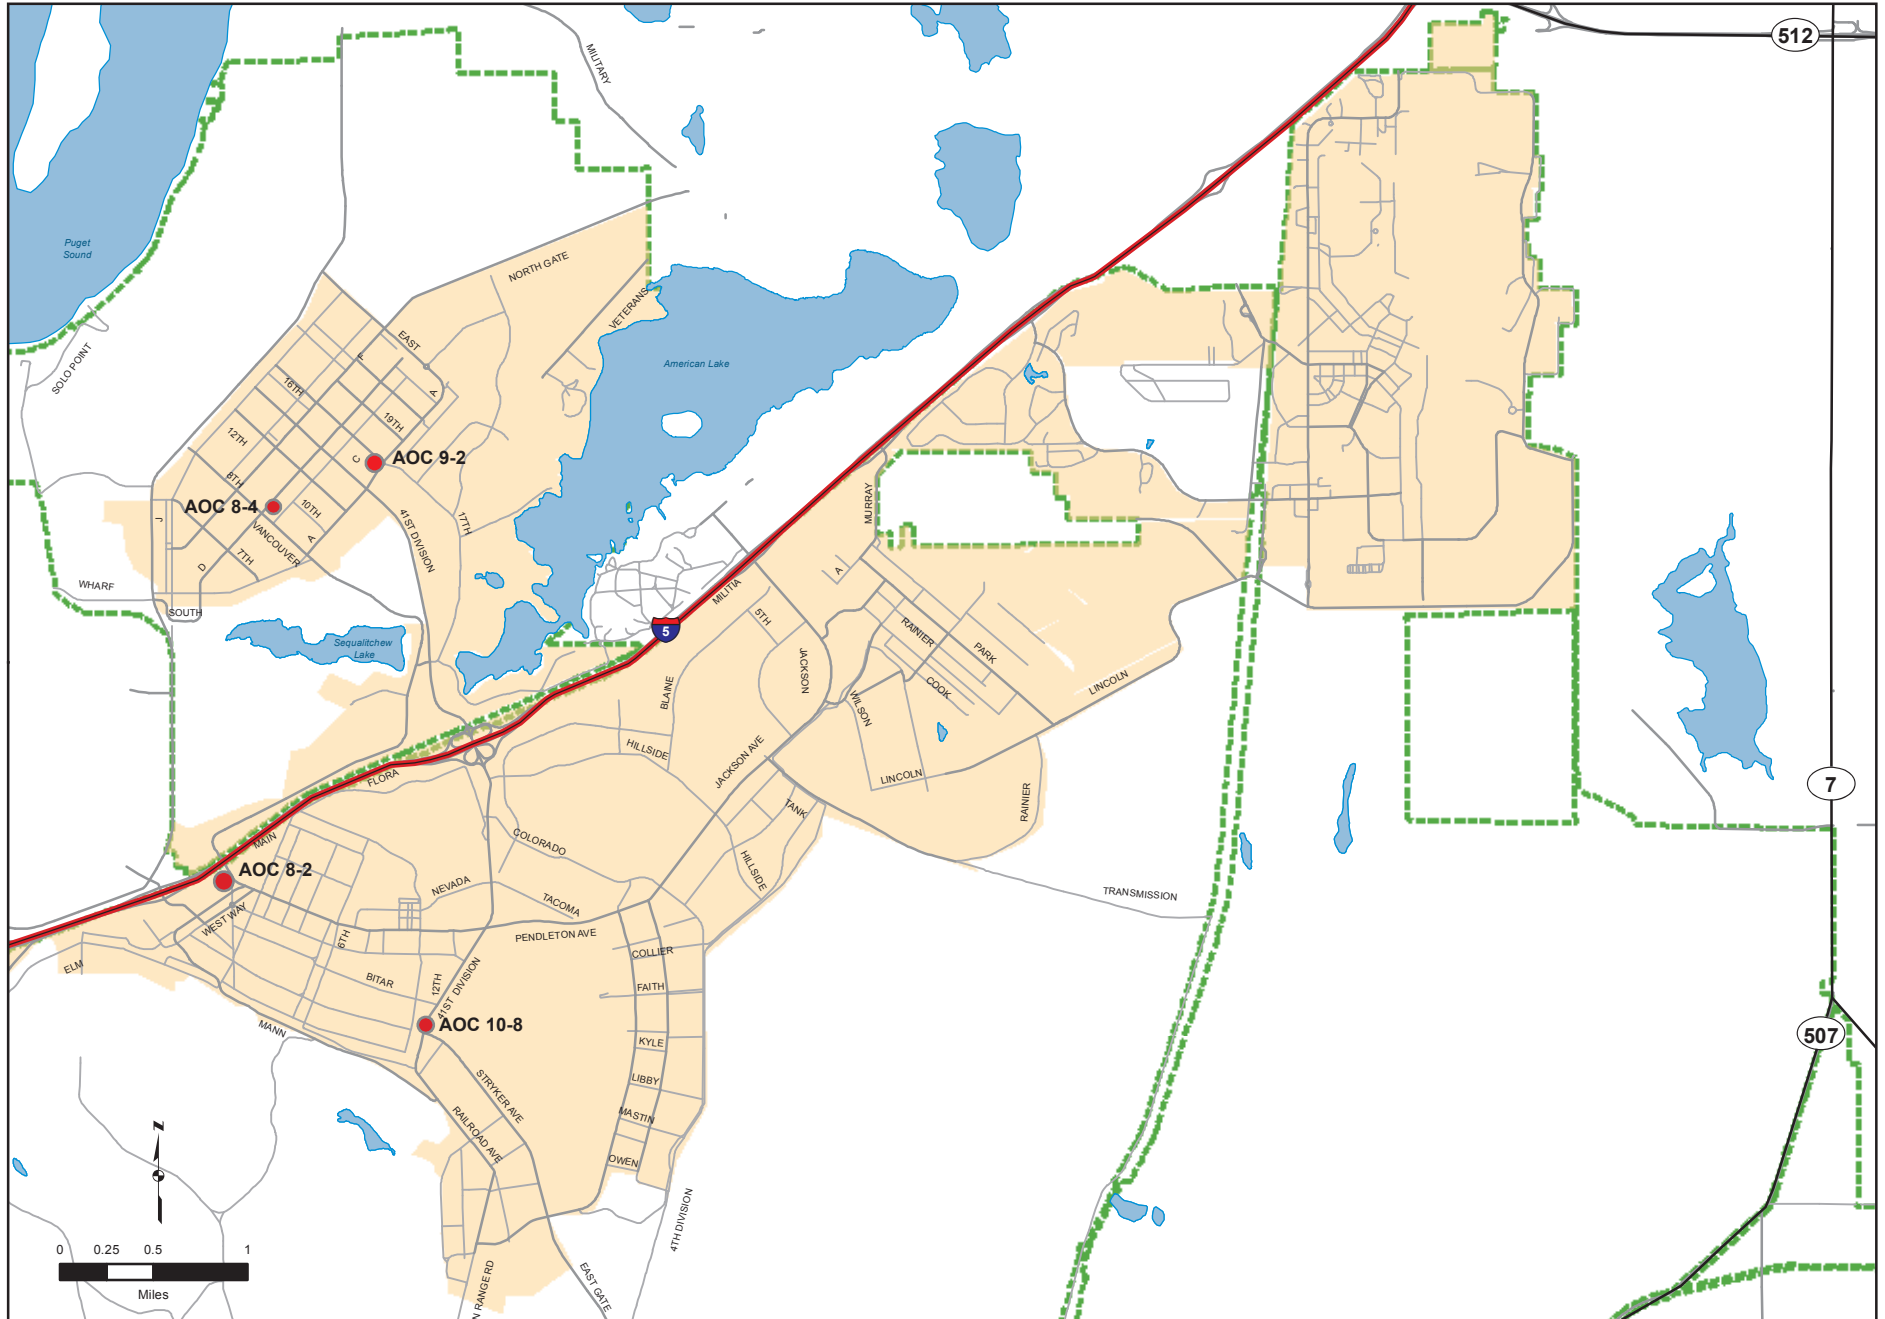 512
MILITARY
Puget
Sound
NORTH GATE
VETERANS
SOLO POINT
EAST
F
American Lake
16TH
A
19TH
12TH
C
AOC 9-2
8TH
AOC 8-4
10TH
J
VANCOUVER
A
7TH
D
41ST DIVISION
17TH
MURRAY
WHARF
SOUTH
A
MILITIA
5TH
5
Sequalitchew
Lake
RAINIER
PARK
JACKSON
COOK
LINCOLN
BLAINE
WILSON
HILLSIDE
JACKSON AVE
FLORA
LINCOLN
7
RAINIER
TANK
MAIN
COLORADO
AOC 8-2
HILLSIDE
NEVADA
TACOMA
TRANSMISSION
WEST WAY
6TH
PENDLETON AVE
COLLIER
ELM
BITAR
12TH
41ST DIVISION
FAITH
MANN
AOC 10-8
507
KYLE
STRYKER AVE
LIBBY
RAILROAD AVE
MASTIN
OWEN
N
4TH DIVISION
0 0.25 0.5 1
Miles
N RANGE RD
EAST GATE